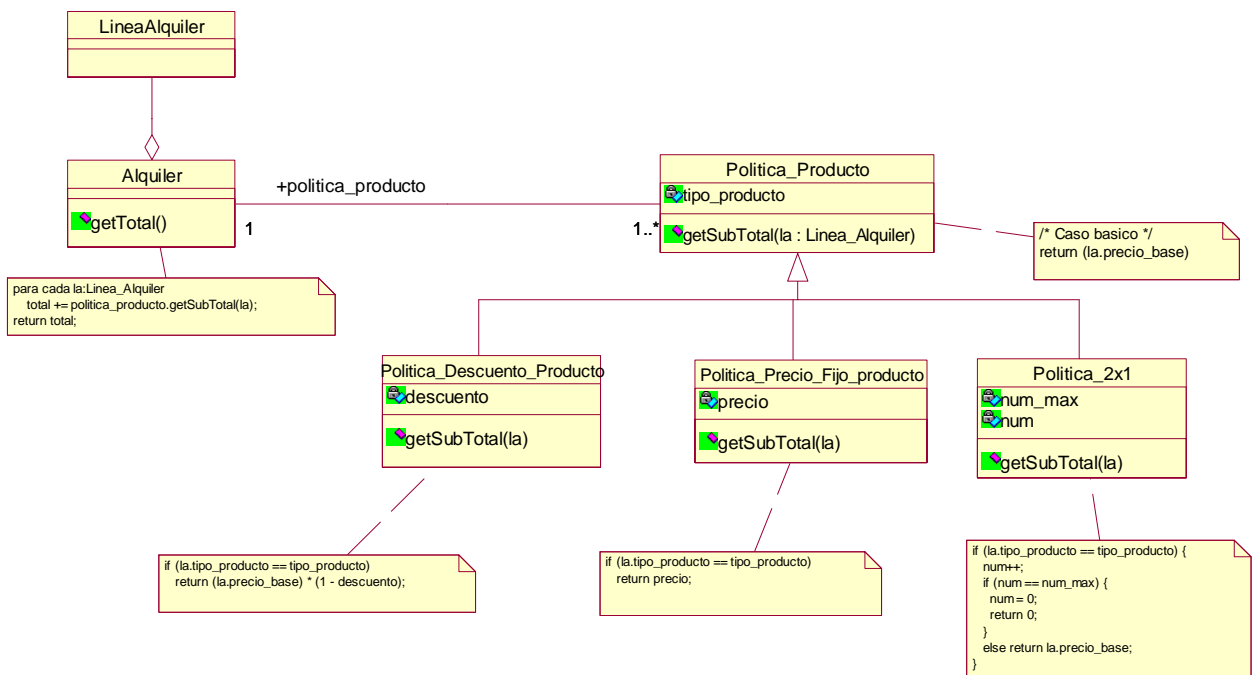 LineaAlquiler
Alquiler
getTotal()
+politica_producto
1
1..*
Politica_Producto
tipo_producto
getSubTotal(la : Linea_Alquiler)
/* Caso basico */
return (la.precio_base)
para cada la:Linea_Alquiler
total += politica_producto.getSubTotal(la);
return total;
Politica_Descuento_Producto
descuento
getSubTotal(la)
Politica_Precio_Fijo_producto
precio
getSubTotal(la)
Politica_2x1
num_max
num
getSubTotal(la)
if (la.tipo_producto == tipo_producto)
return (la.precio_base) * (1 - descuento);
if (la.tipo_producto == tipo_producto)
return precio;
if (la.tipo_producto == tipo_producto) {
num++;
if (num == num_max) {
num = 0;
return 0;
}
else return la.precio_base;
}